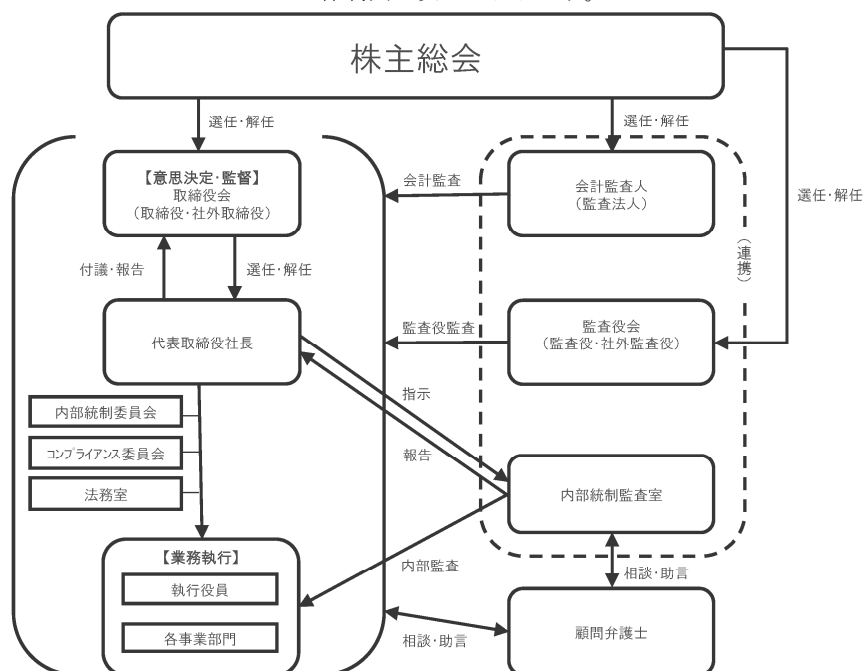 株主総会
選任・解任
選任・解任
選任・解任
【意思決定・監督】
取締役会
（取締役・社外取締役）
会計監査
会計監査人
（監査法人）
（連携）
付議・報告
選任・解任
代表取締役社長
監査役監査
監査役会
（監査役・社外監査役）
指示
報告
内部統制委員会
コンプライアンス委員会
法務室
内部統制監査室
【業務執行】
執行役員
各事業部門
内部監査
相談・助言
相談・助言
顧問弁護士